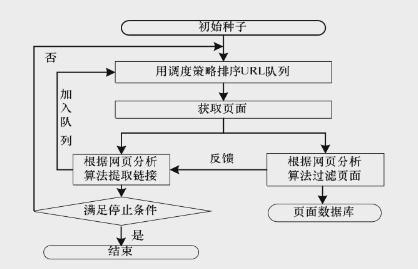 初始种子
否
用调度策略排序URL队列
加入队列
获取页面
根据网页分析
算法提取链接
反馈
根据网页分析
算法过滤页面
满足停止条件
页面数据库
是
结束